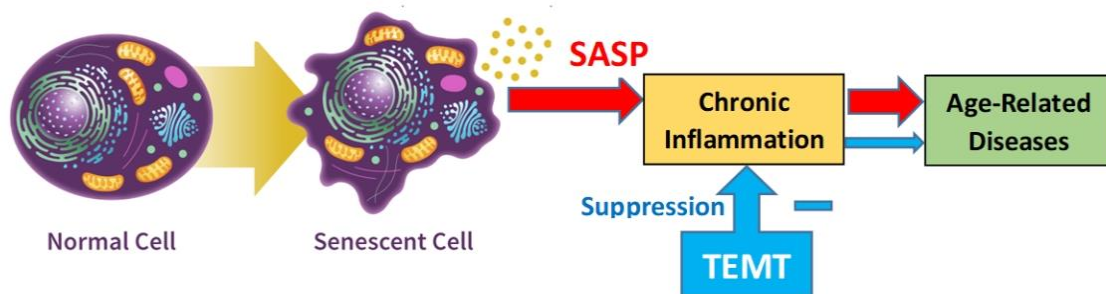 SASP
Chronic
Inflammation
Age-Related
Diseases
Suppression
TEMT
Normal Cell
Senescent Cell